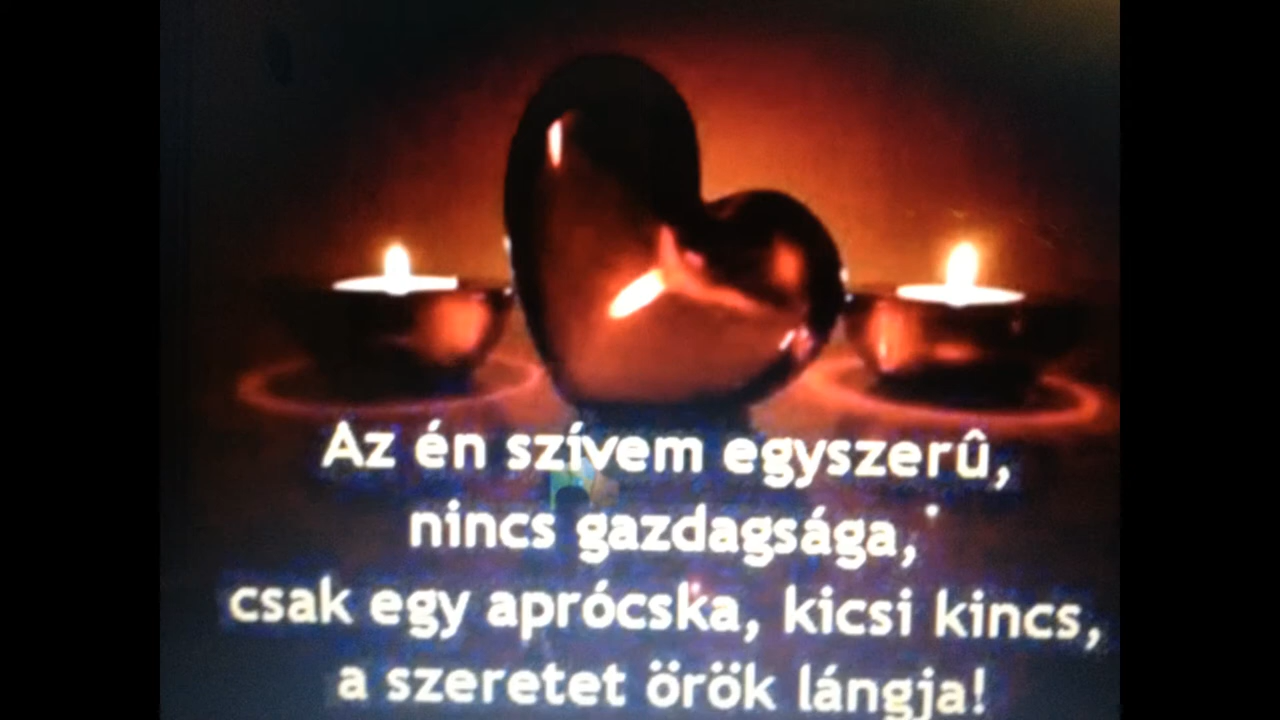 Az én szívem egyszerû,
nincs gazdagsága,
csak egy aprócska, kicsi kincs,
a szeretet örök lángja!